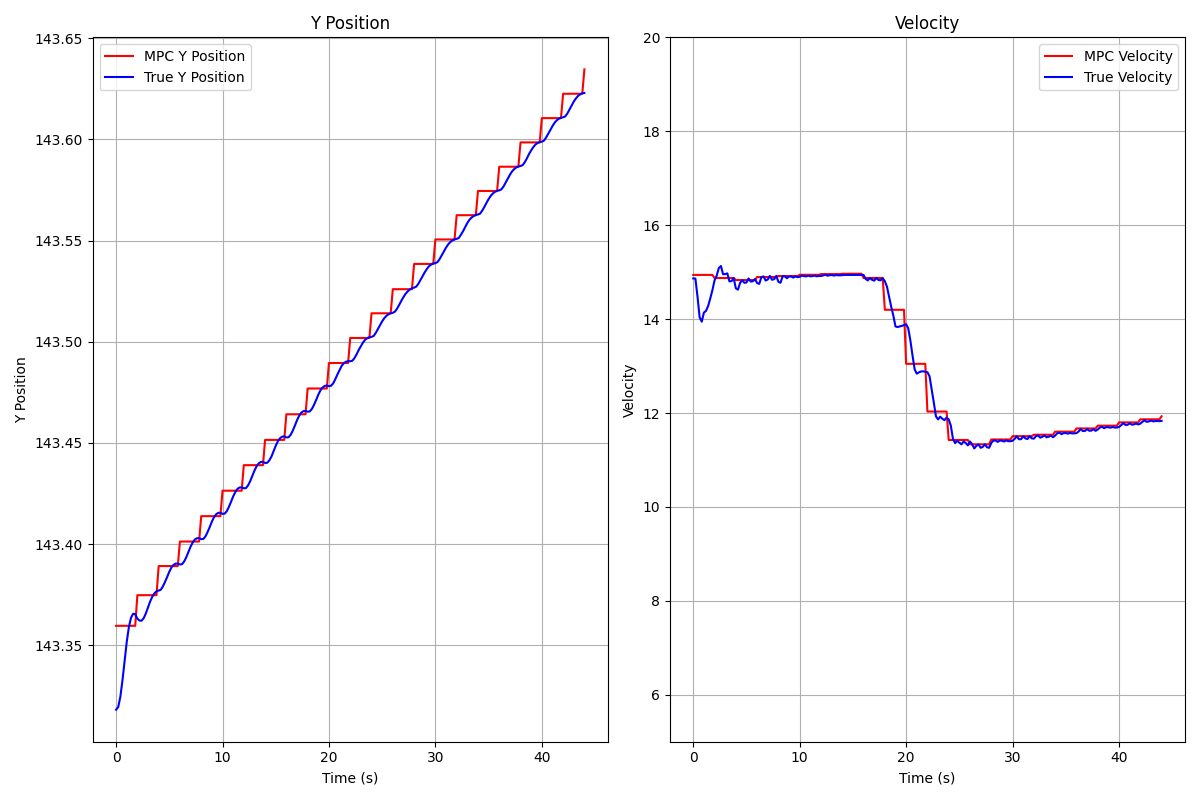 Y Position
MPC Y Position
True Y Position
143.65
143.60
143.55
143.50
143.45
143.40
143.35
Y Position
0
10
20
30
40
Time (s)
Velocity
MPC Velocity
True Velocity
20
18
16
14
12
10
8
6
Velocity
0
10
20
30
40
Time (s)